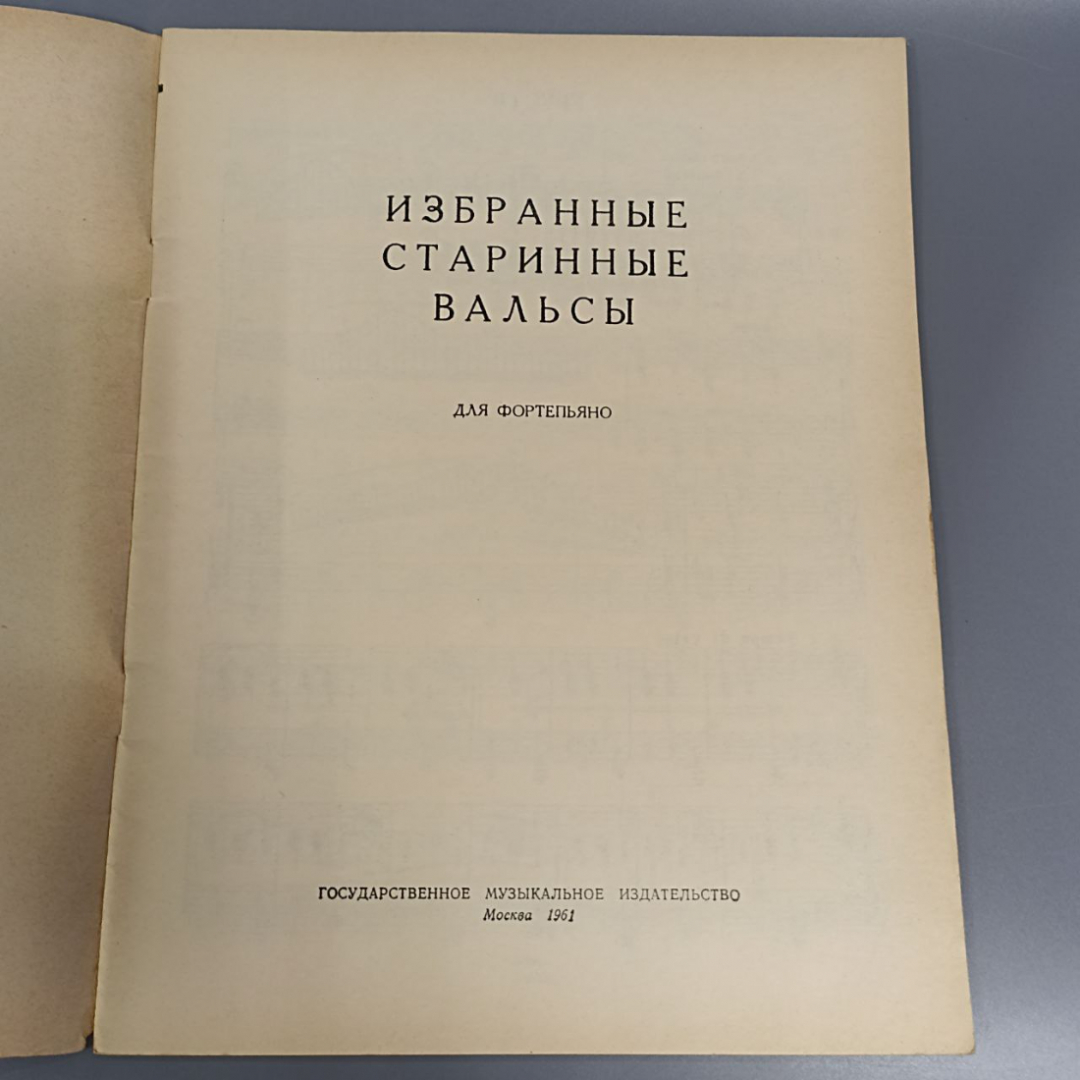 ИЗБРАННЫЕ
СТАРИННЫЕ
ВАЛЬСЫ
ДЛЯ ФОРТЕПЬЯНО
ГОСУДАРСТВЕННОЕ МУЗЫКАЛЬНОЕ ИЗДАТЕЛЬСТВО
Москва 1961